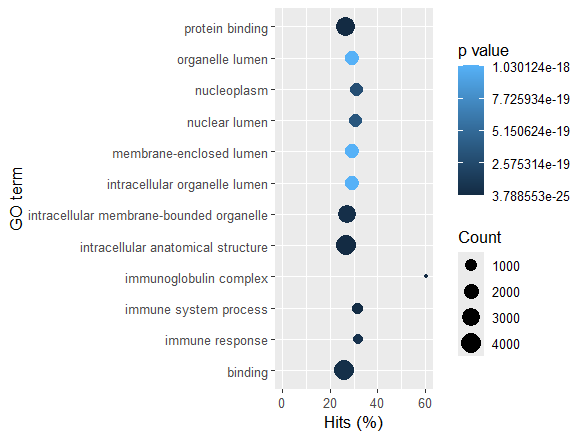 GO term
protein binding
organelle lumen
nucleoplasm
nuclear lumen
membrane-enclosed lumen
intracellular organelle lumen
intracellular membrane-bounded organelle
intracellular anatomical structure
immunoglobulin complex
immune system process
immune response
binding
0
20
40
60
Hits (%)
p value
1.030124e-18
7.725934e-19
5.150624e-19
2.575314e-19
3.788553e-25
Count
1000
2000
3000
4000